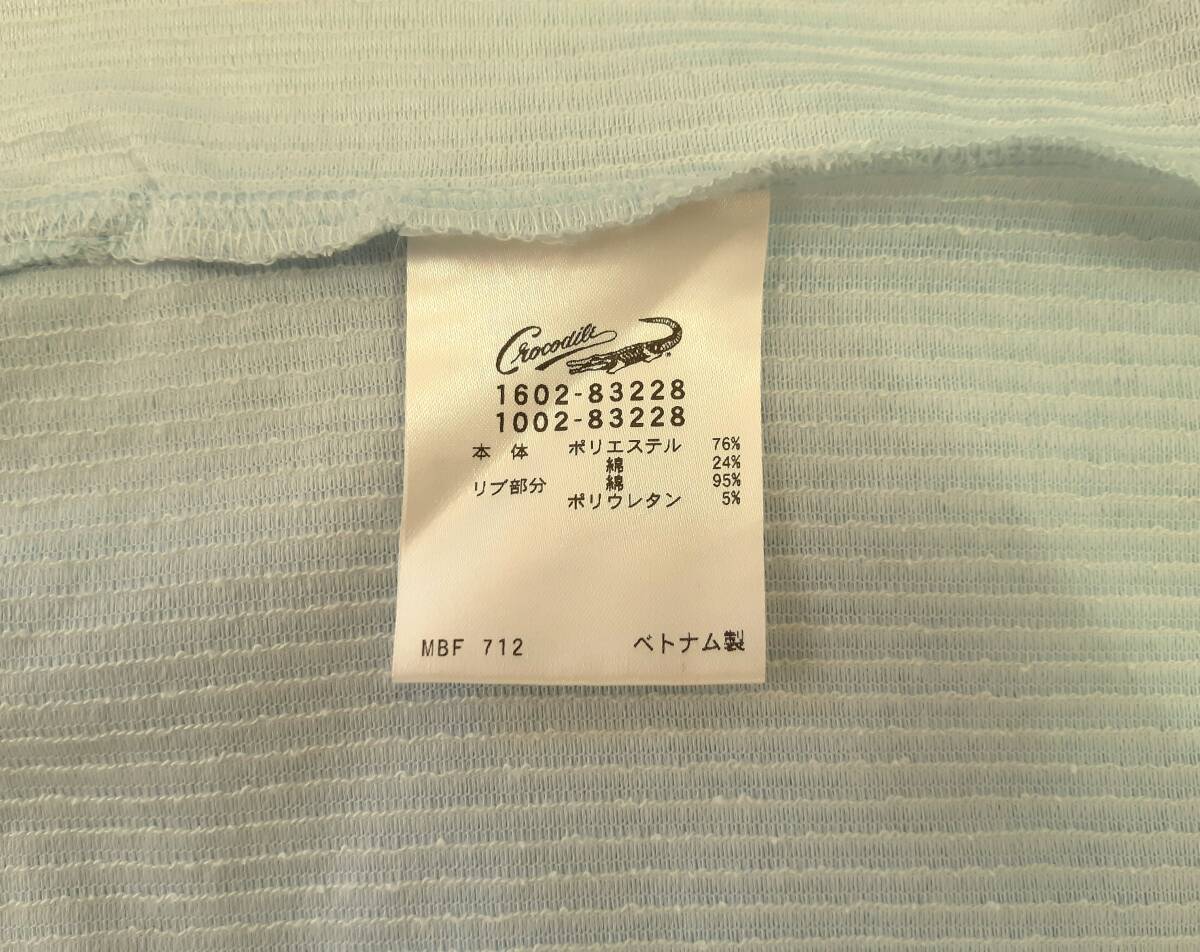 Crocodile
1602-83228
1002-83228
本体 ポリエステル 76%
綿 24%
リブ部分 綿 95%
ポリウレタン 5%
MBF 712 ベトナム製